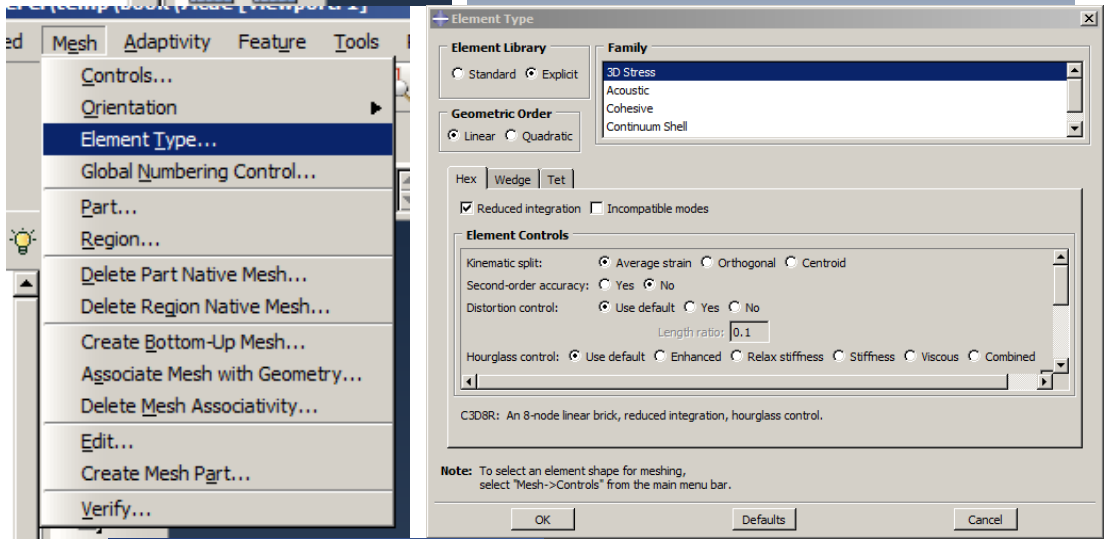 Mesh Adaptivity Feature Tools
Controls...
Orientation
Element Type...
Global Numbering Control...
Part...
Region...
Delete Part Native Mesh...
Delete Region Native Mesh...
Create Bottom-Up Mesh...
Associate Mesh with Geometry...
Delete Mesh Associativity...
Edit...
Create Mesh Part...
Verify...
Element Type
Element Library
Standard Explicit
Geometric Order
Linear Quadratic
Family
3D Stress
Acoustic
Cohesive
Continuum Shell
Hex Wedge Tet
Reduced integration Incompatible modes
Element Controls
Kinematic split: Average strain Orthogonal Centroid
Second-order accuracy: Yes No
Distortion control: Use default Yes No
Length ratio: 0.1
Hourglass control: Use default Enhanced Relax stiffness Stiffness Viscous Combined
C3D8R: An 8-node linear brick, reduced integration, hourglass control.
Note: To select an element shape for meshing,
select "Mesh->Controls" from the main menu bar.
OK Defaults Cancel